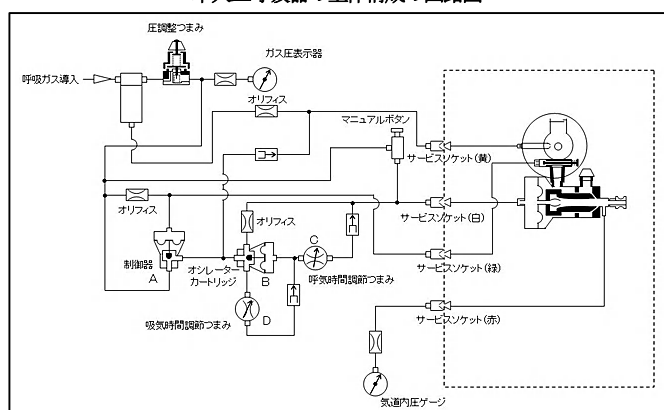 圧調整つまみ
ガス圧表示器
呼吸ガス導入
オリフィス
マニュアルボタン
サービスソケット(黄)
サービスソケット(白)
オリフィス
オリフィス
C
制御器
A
オシレーター
カートリッジ
B
呼気時間調節つまみ
サービスソケット(緑)
D
吸気時間調節つまみ
サービスソケット(赤)
気道内圧ゲージ